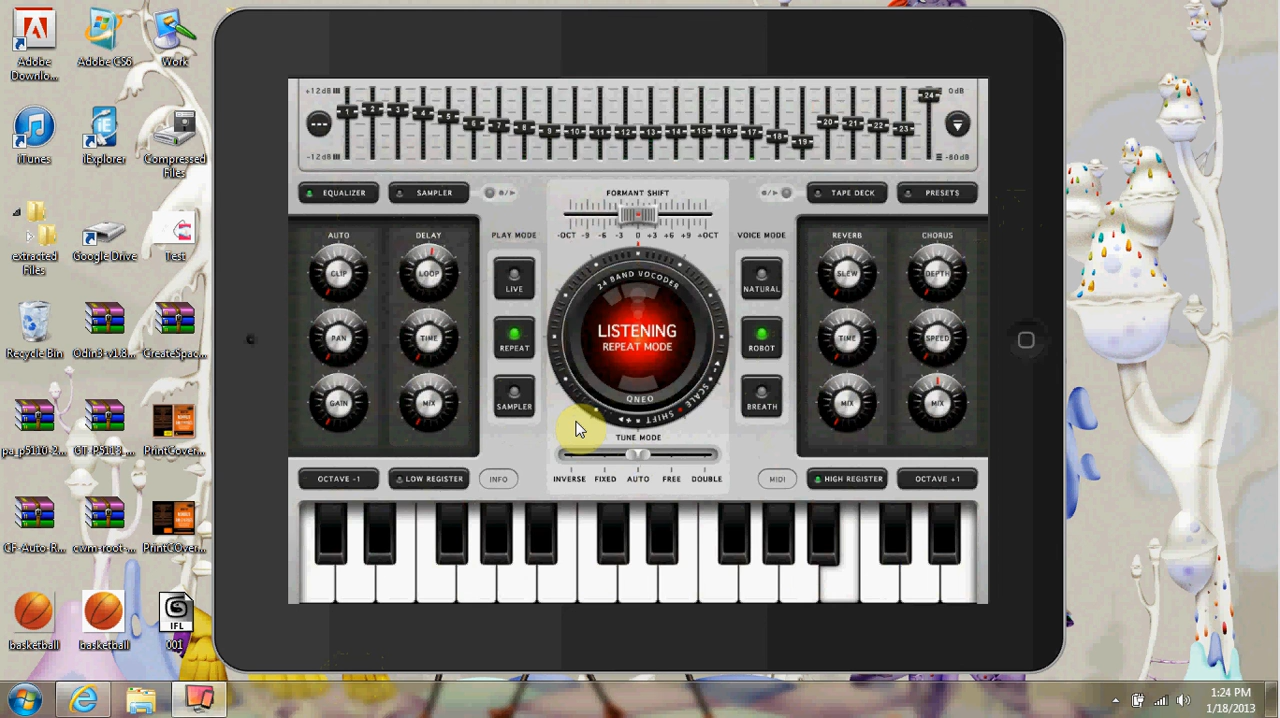 Adobe Downlo...
Adobe CS6
Work
iTunes
iExplorer
Compressed Files
extracted Files
Google Drive
Test
Recycle Bin
Odin3-v1.8...
CreateSpac...
pa_p5110-2...
GT-P5113_...
PrintCover...
CF-Auto-R...
cwm-root-...
PrintCOver...
basketball
basketball
IFL
001
+12dB
0dB
1 2 3 4 5 6 7 8 9 10 11 12 13 14 15 16 17 18 19 20 21 22 23 24
-12dB
-80dB
EQUALIZER
SAMPLER
FORMANT SHIFT
TAPE DECK
PRESETS
-OCT -9 -6 -3 0 +3 +6 +9 +OCT
AUTO
DELAY
PLAY MODE
VOICE MODE
REVERB
CHORUS
CLIP
LOOP
LIVE
24 BAND VOCODER
NATURAL
SLEW
DEPTH
PAN
TIME
REPEAT
LISTENING
REPEAT MODE
ROBOT
TIME
SPEED
GAIN
MIX
SAMPLER
QNEO
SCALE SHIFT
BREATH
MIX
MIX
TUNE MODE
INVERSE FIXED AUTO FREE DOUBLE
OCTAVE -1
LOW REGISTER
INFO
MIDI
HIGH REGISTER
OCTAVE +1
1:24 PM
1/18/2013